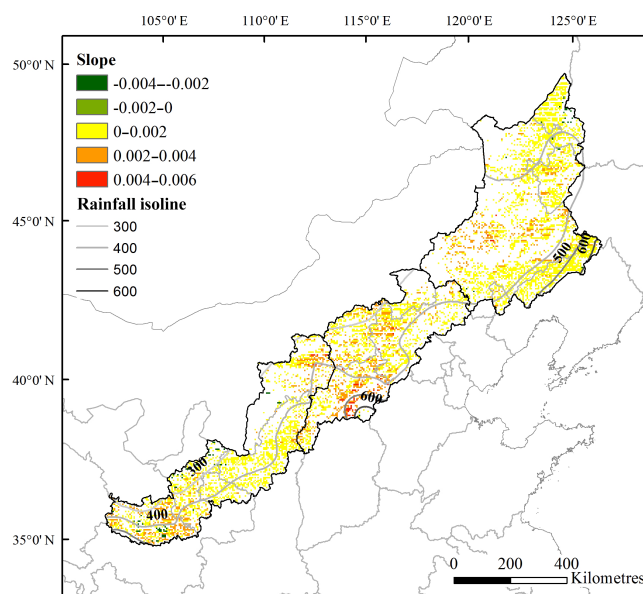 105°0′ E 110°0′ E 115°0′ E 120°0′ E 125°0′ E
50°0′ N
Slope
-0.004--0.002
-0.002-0
0-0.002
0.002-0.004
0.004-0.006
Rainfall isoline
300
400
500
600
45°0′ N
500
600
40°0′ N
600
300
400
35°0′ N
0 200 400
Kilometres